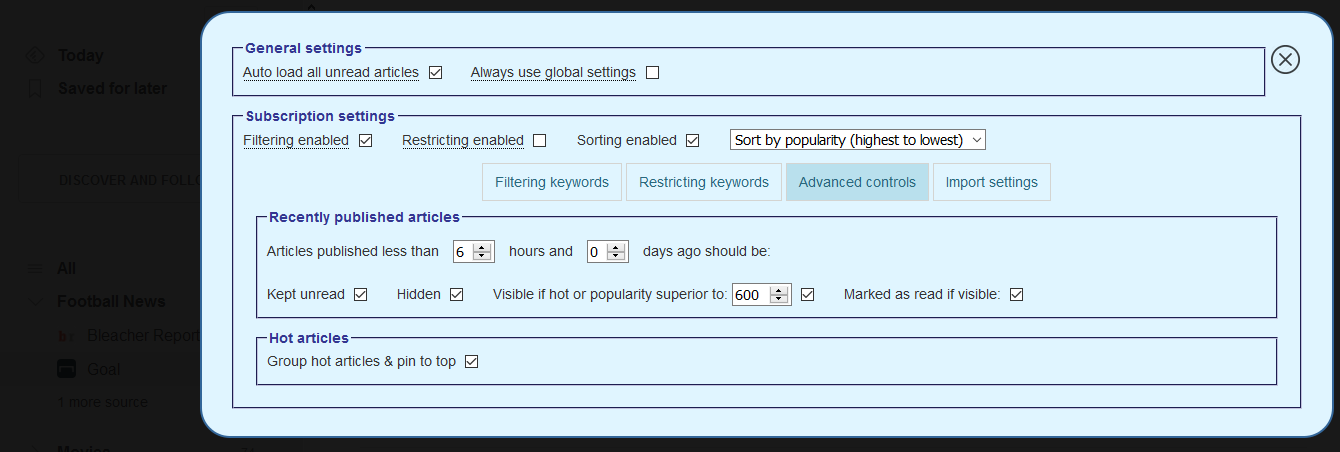 General settings
Auto load all unread articles Always use global settings
Subscription settings
Filtering enabled Restricting enabled Sorting enabled Sort by popularity (highest to lowest)
Filtering keywords Restricting keywords Advanced controls Import settings
Recently published articles
Articles published less than 6 hours and 0 days ago should be:
Kept unread Hidden Visible if hot or popularity superior to: 600 Marked as read if visible:
Hot articles
Group hot articles & pin to top
Today
Saved for later
DISCOVER AND FOLLO
All
Football News
Bleacher Report
Goal
1 more source
Movies